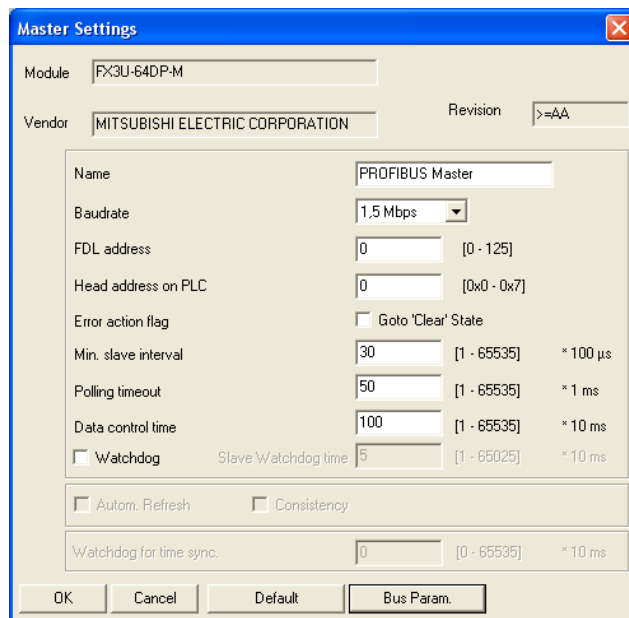 Master Settings
Module FX3U-64DP-M
Revision >=AA
Vendor MITSUBISHI ELECTRIC CORPORATION
Name PROFIBUS Master
Baudrate 1,5 Mbps
FDL address 0 [0 - 125]
Head address on PLC 0 [0x0 - 0x7]
Error action flag Goto 'Clear' State
Min. slave interval 30 [1 - 65535] * 100 µs
Polling timeout 50 [1 - 65535] * 1 ms
Data control time 100 [1 - 65535] * 10 ms
Watchdog Slave Watchdog time 5 [1 - 65025] * 10 ms
Autom. Refresh Consistency
Watchdog for time sync. 0 [0 - 65535] * 10 ms
OK Cancel Default Bus Param.